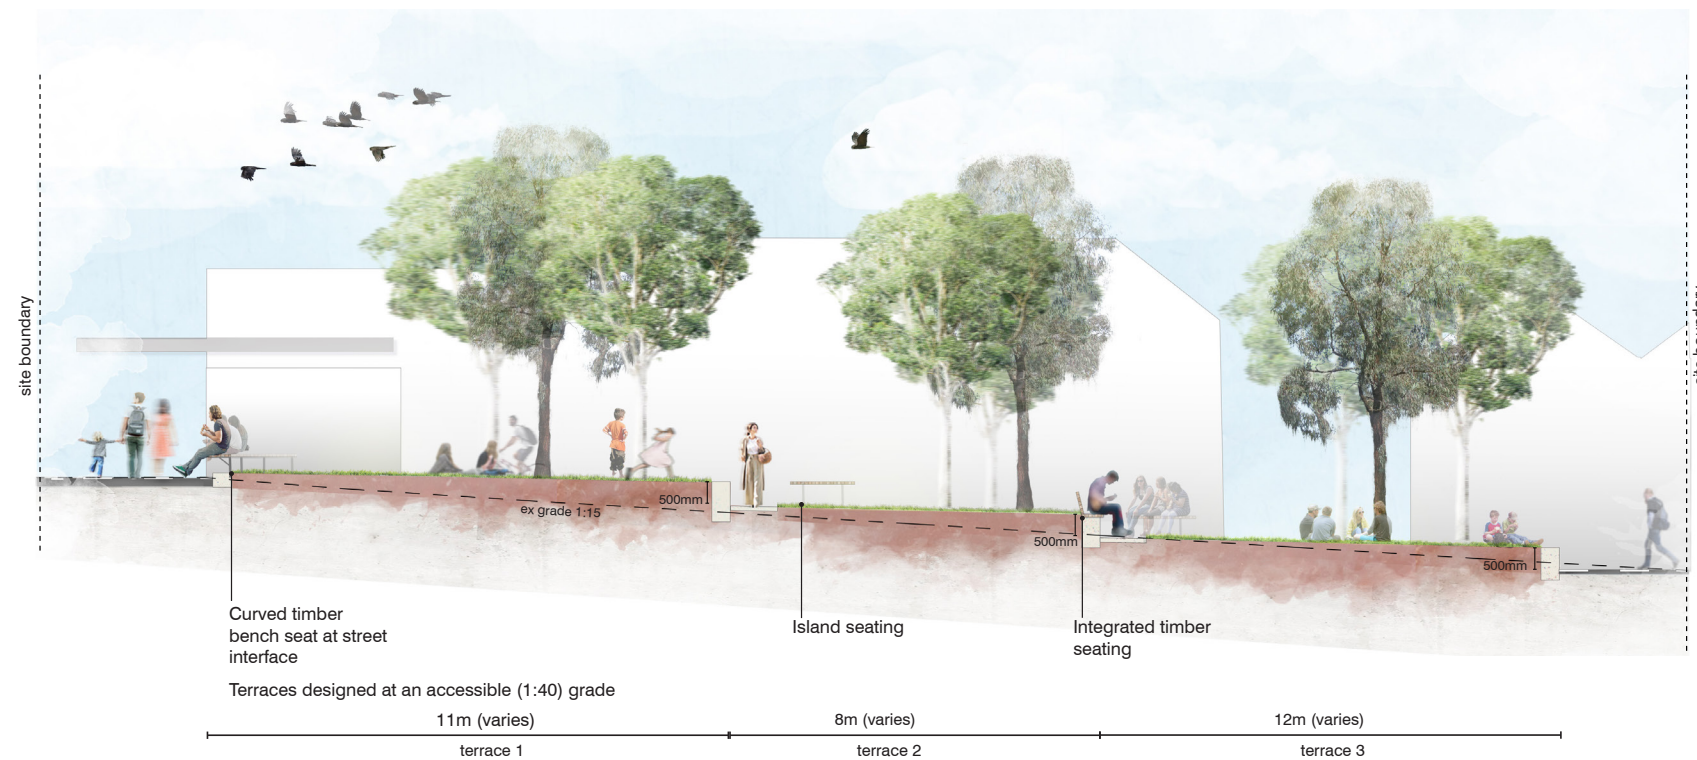 site boundary
500mm
ex grade 1:15
500mm
500mm
Curved timber
bench seat at street
interface
Island seating
Integrated timber
seating
Terraces designed at an accessible (1:40) grade
11m (varies)
8m (varies)
12m (varies)
terrace 1
terrace 2
terrace 3